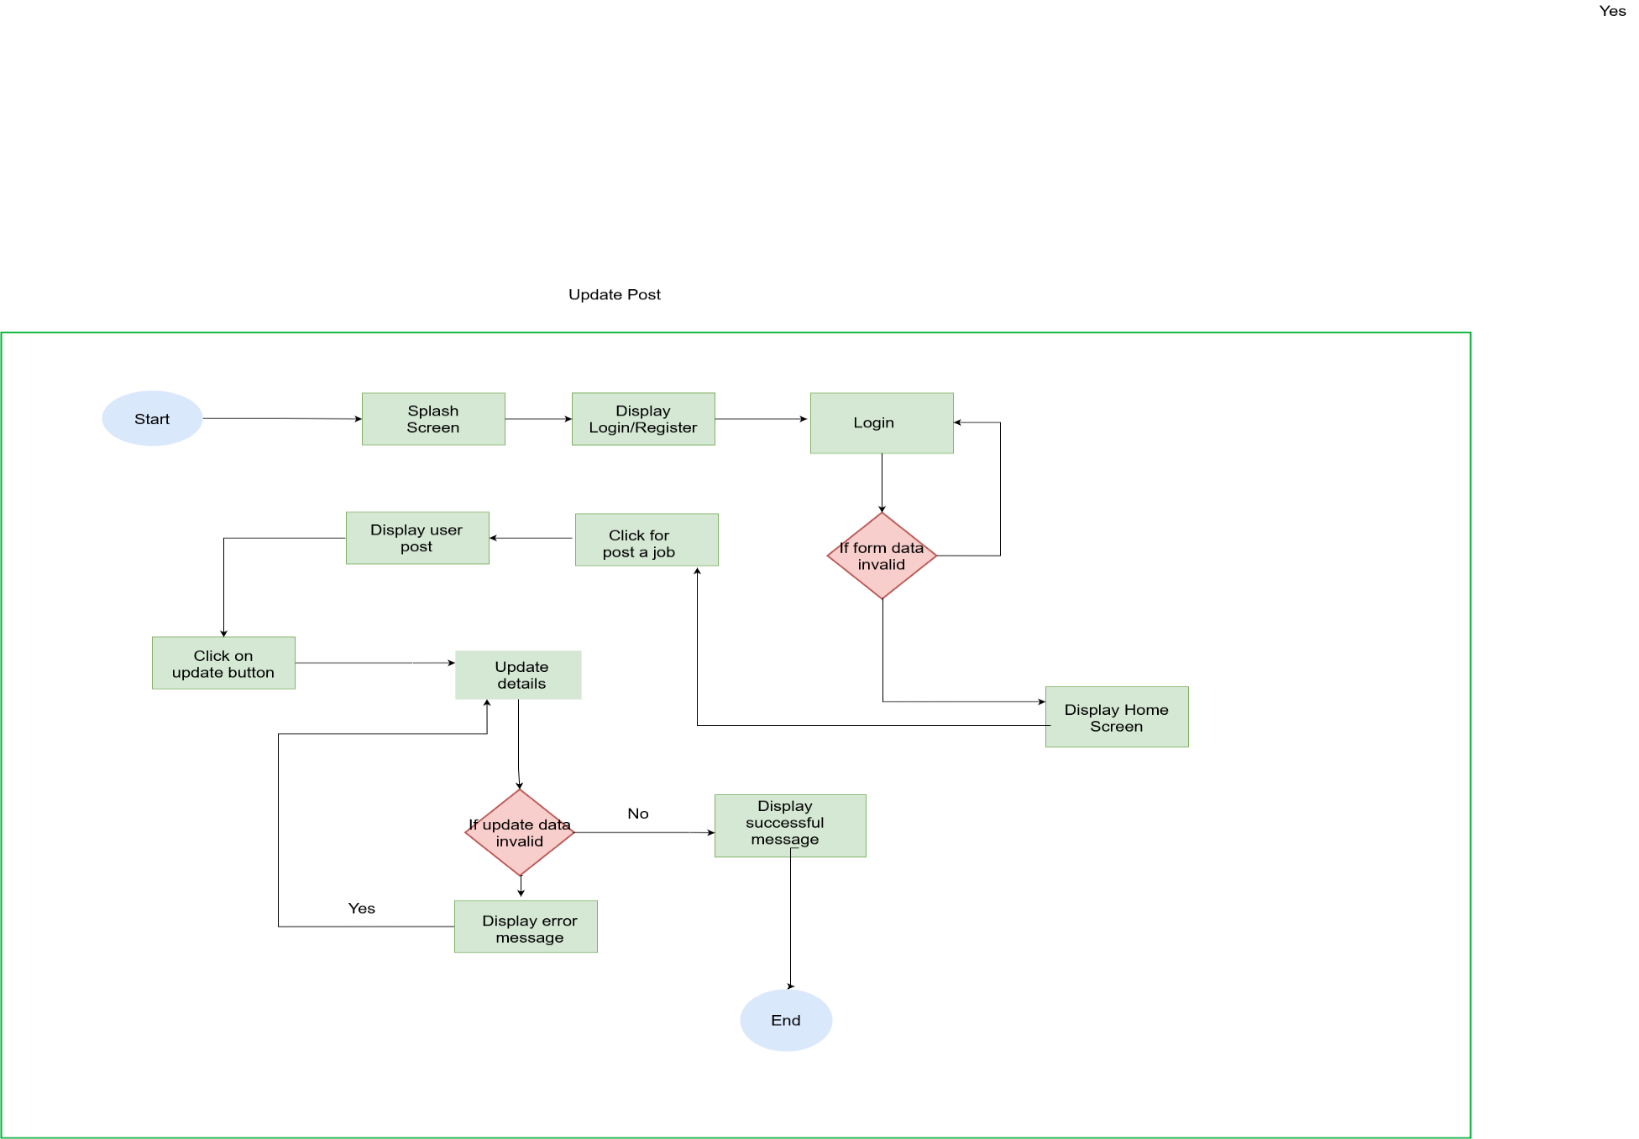 Yes
Update Post
Start
Splash
Screen
Display
Login/Register
Login
Display user
post
Click for
post a job
If form data
invalid
Click on
update button
Update
details
Display Home
Screen
If update data
invalid
No
Display
successful
message
Yes
Display error
message
End